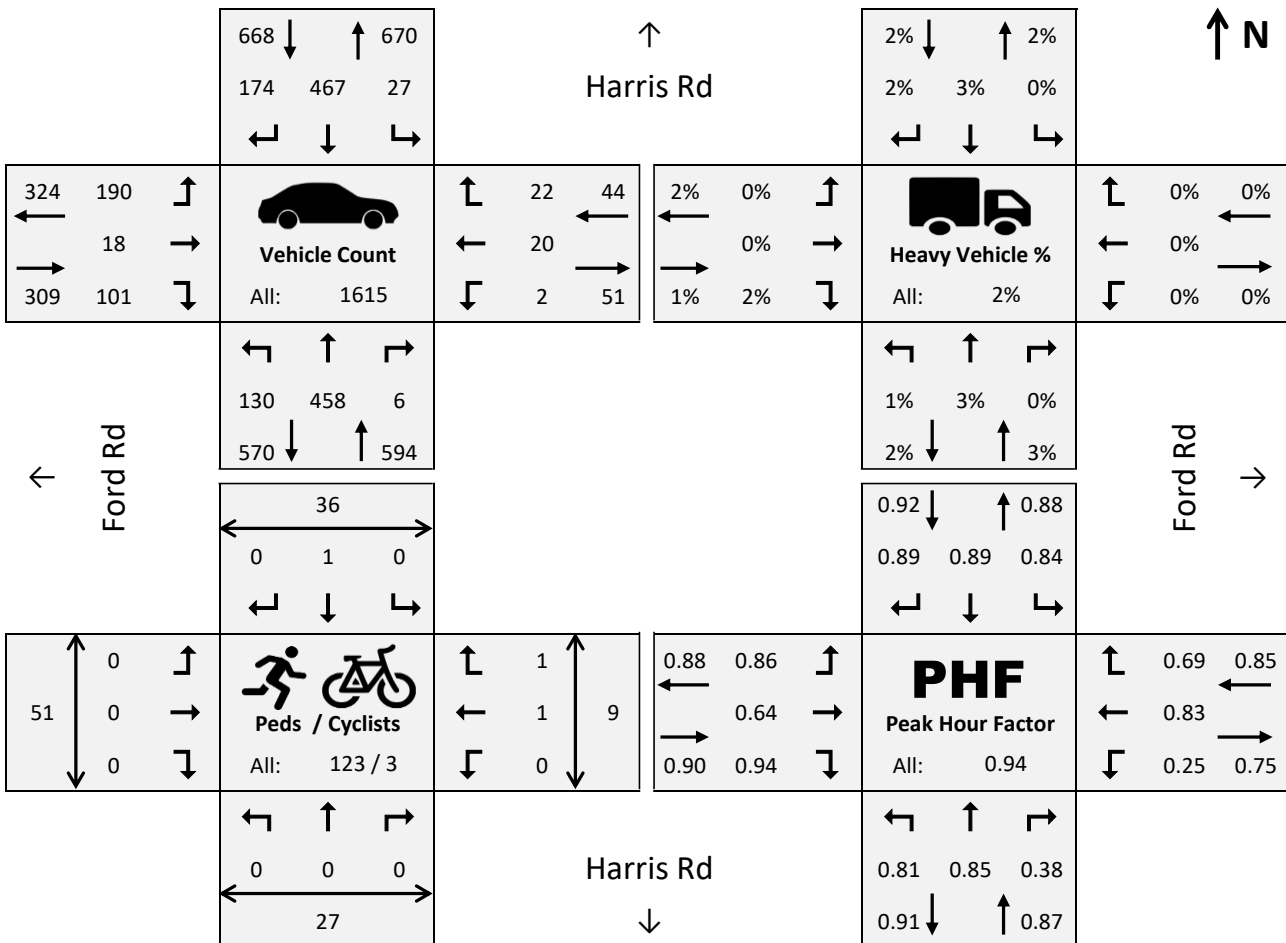 668 670 2% 2% N
Harris Rd
174 467 27 2% 3% 0%
324 190 22 44 2% 0% 0% 0%
18 20 0% 0%
Vehicle Count Heavy Vehicle %
309 101 All: 1615 2 51 1% 2% All: 2% 0% 0%
130 458 6 1% 3% 0%
570 594 2% 3%
Ford Rd Ford Rd
36 0.92 0.88
0 1 0 0.89 0.89 0.84
0 1 0.88 0.86 PHF 0.69 0.85
51 0 1 9 0.64 0.83
Peds / Cyclists Peak Hour Factor
0 All: 123 / 3 0 0.90 0.94 All: 0.94 0.25 0.75
0 0 0 0.81 0.85 0.38
Harris Rd
27 0.91 0.87